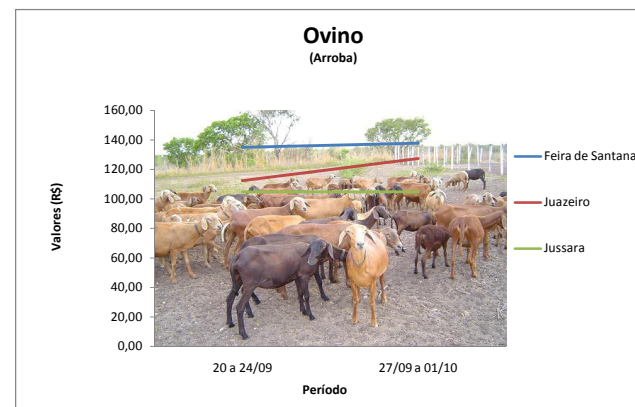 Ovino
(Arroba)
160,00
140,00
120,00
100,00
80,00
60,00
40,00
20,00
0,00
Valores (R$)
20 a 24/09
27/09 a 01/10
Período
Feira de Santana
Juazeiro
Jussara